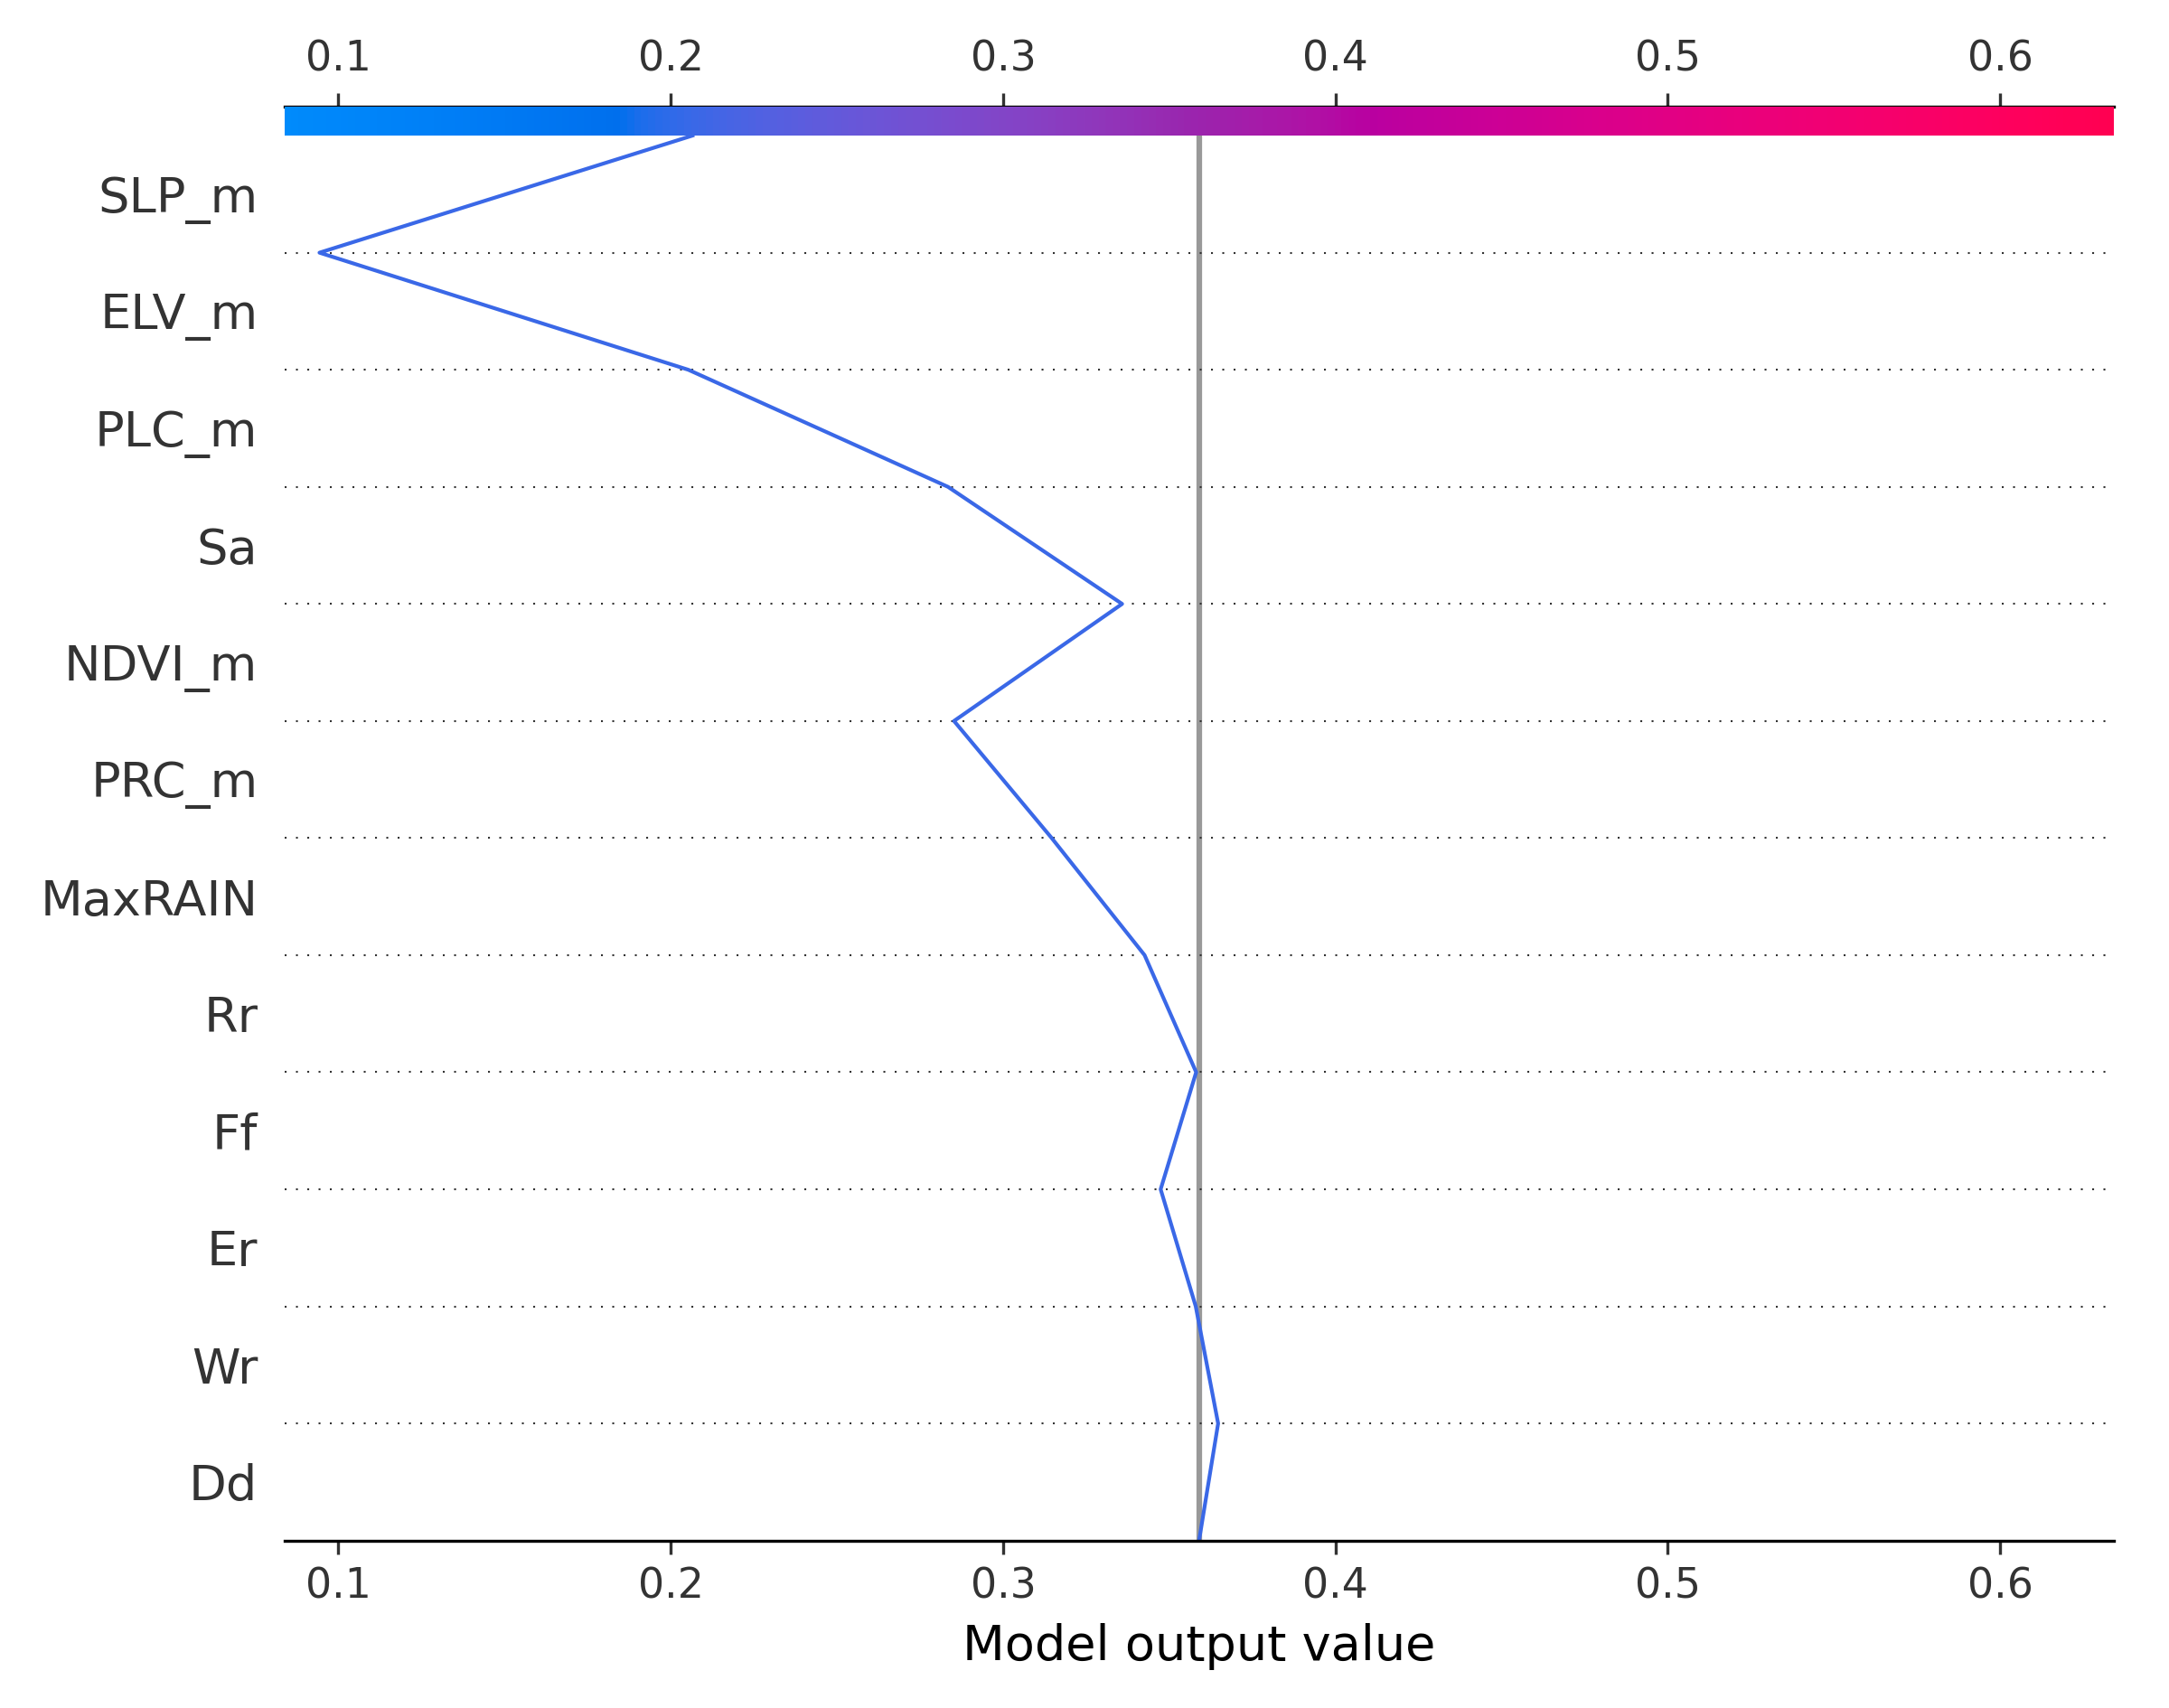 0.1 0.2 0.3 0.4 0.5 0.6
SLP_m
ELV_m
PLC_m
Sa
NDVI_m
PRC_m
MaxRAIN
Rr
Ff
Er
Wr
Dd
0.1 0.2 0.3 0.4 0.5 0.6
Model output value